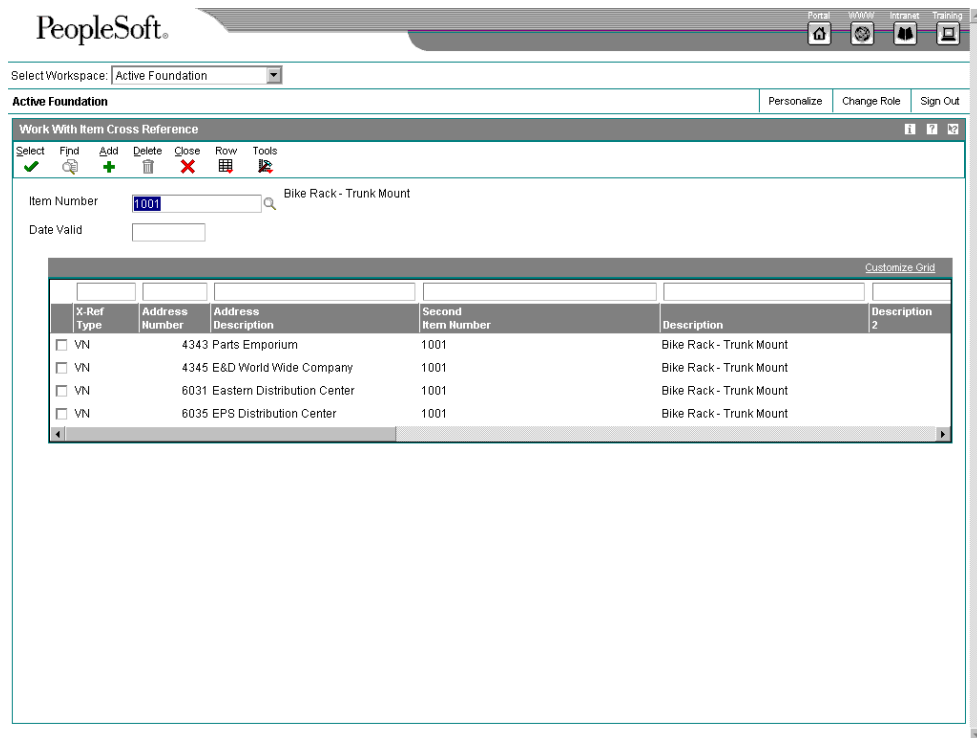 PeopleSoft®
Portal WWW Intranet Training
Select Workspace: Active Foundation
Active Foundation Personalize Change Role Sign Out
Work With Item Cross Reference
Select Find Add Delete Close Row Tools
Item Number 1001 Bike Rack - Trunk Mount
Date Valid
Customize Grid
X-Ref Type Address Number Address Description Second Item Number Description Description 2
VN 4343 Parts Emporium 1001 Bike Rack - Trunk Mount
VN 4345 E&D World Wide Company 1001 Bike Rack - Trunk Mount
VN 6031 Eastern Distribution Center 1001 Bike Rack - Trunk Mount
VN 6035 EPS Distribution Center 1001 Bike Rack - Trunk Mount